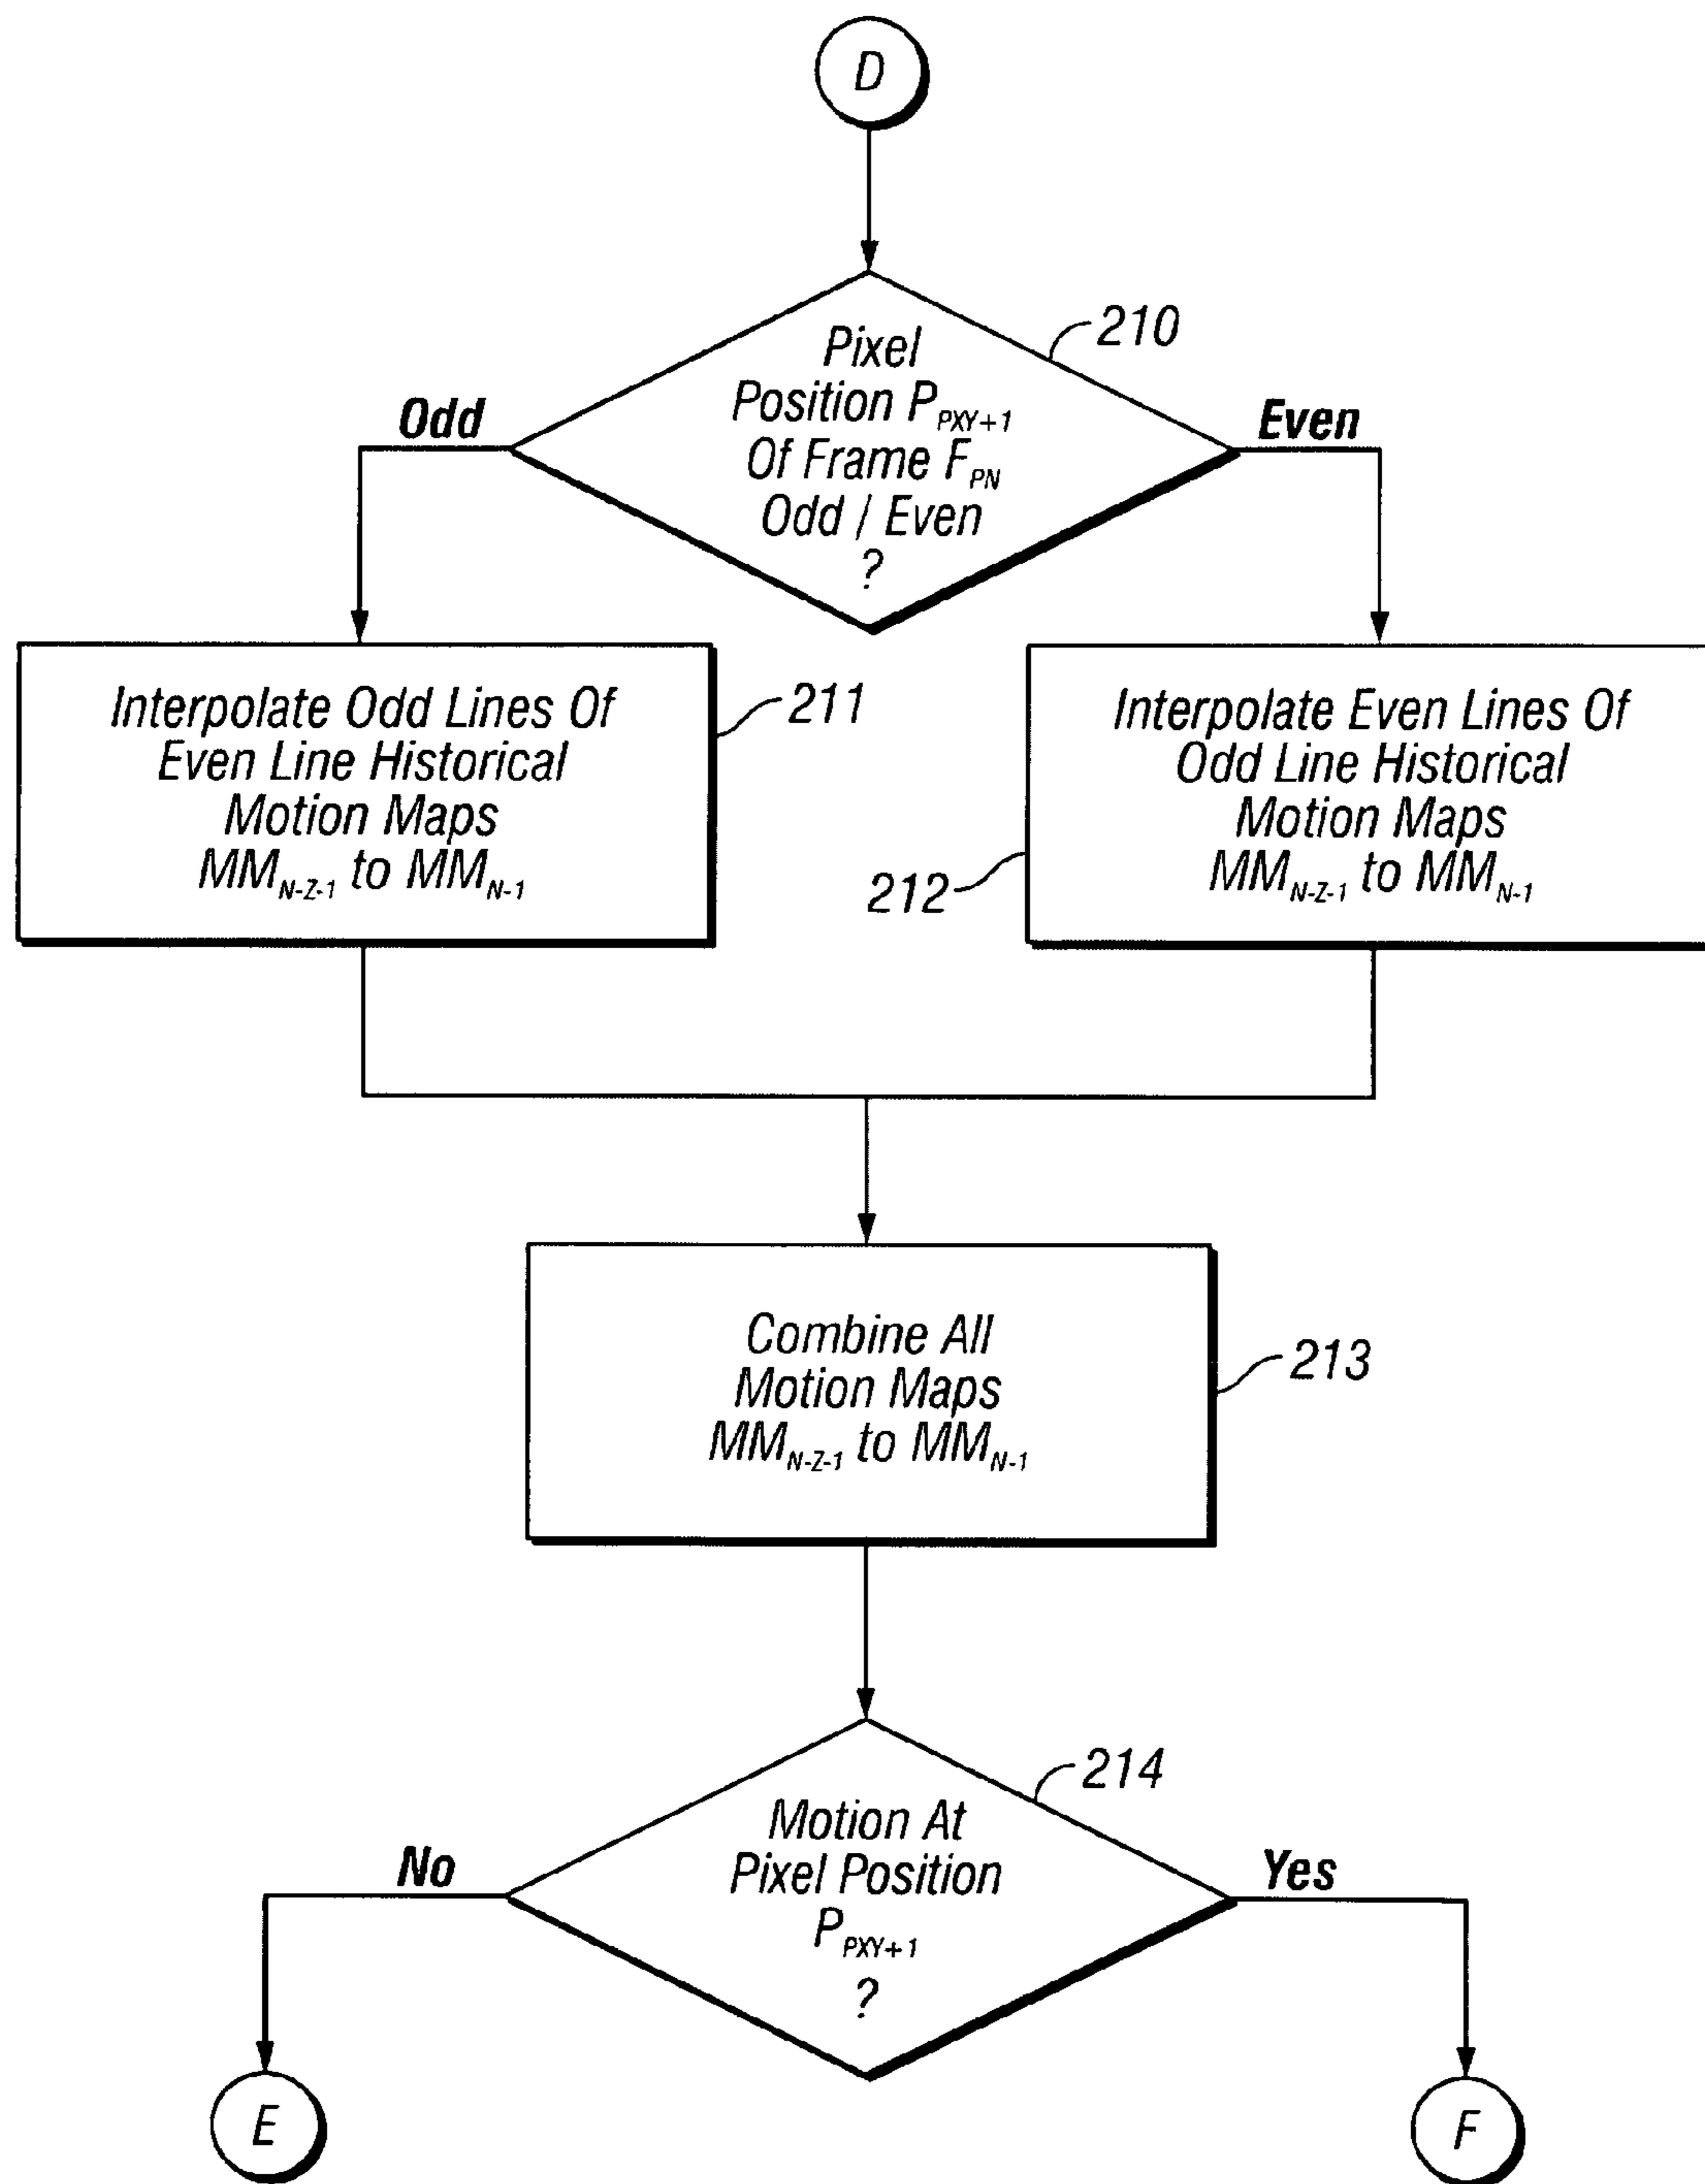 D
210
Pixel
Position P_PXY+1
Of Frame F_PN
Odd / Even
?
Odd
Even
Interpolate Odd Lines Of
Even Line Historical
Motion Maps
MM_N-Z-1 to MM_N-1
211
Interpolate Even Lines Of
Odd Line Historical
Motion Maps
MM_N-Z-1 to MM_N-1
212
Combine All
Motion Maps
MM_N-Z-1 to MM_N-1
213
214
Motion At
Pixel Position
P_PXY+1
?
No
Yes
E
F